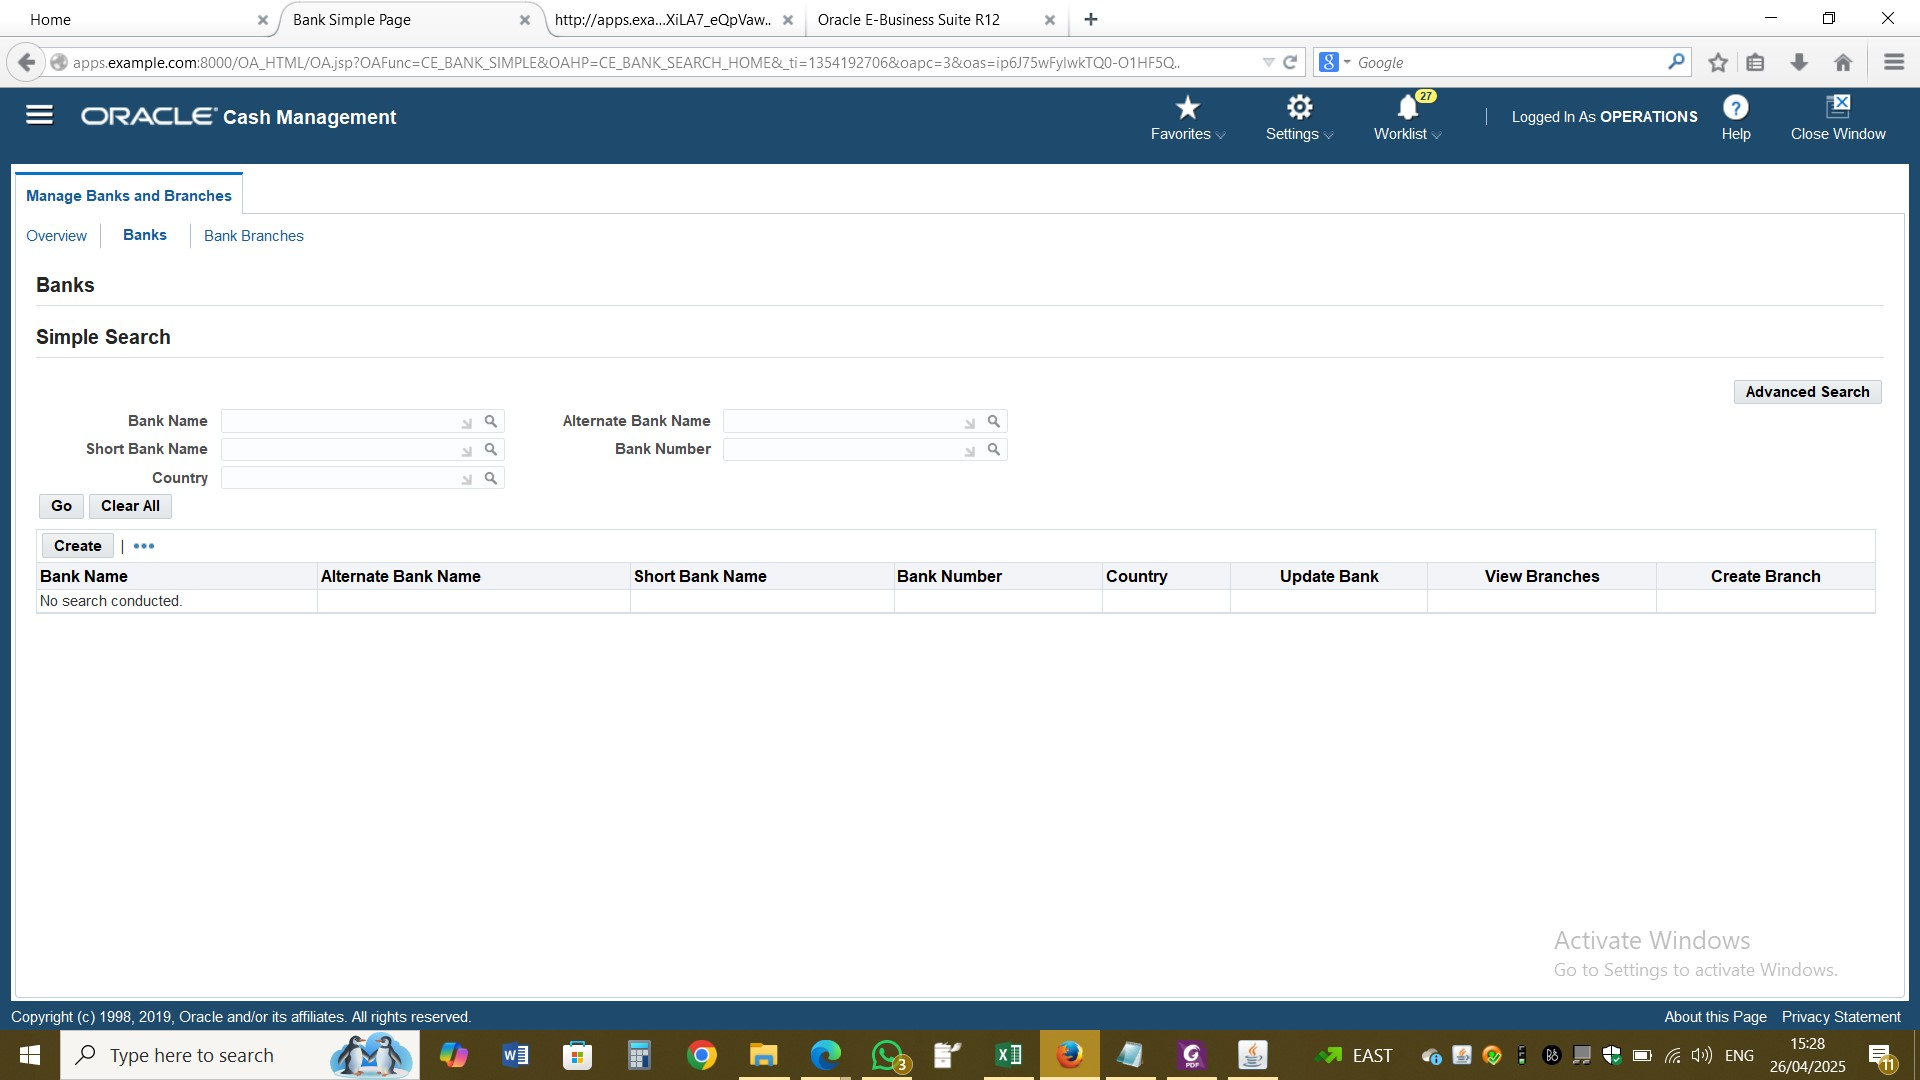 Home
Bank Simple Page
http://apps.exa...XiLA7_eQpVaw..
Oracle E-Business Suite R12
apps.example.com:8000/OA_HTML/OA.jsp?OAFunc=CE_BANK_SIMPLE&OAHP=CE_BANK_SEARCH_HOME&_ti=1354192706&oapc=3&oas=ip6J75wFylwkTQ0-O1HF5Q..
Google
ORACLE Cash Management
Favorites
Settings
27
Worklist
Logged In As OPERATIONS
Help
Close Window
Manage Banks and Branches
Overview
Banks
Bank Branches
Banks
Simple Search
Advanced Search
Bank Name
Alternate Bank Name
Short Bank Name
Bank Number
Country
Go
Clear All
Create |
Bank Name
Alternate Bank Name
Short Bank Name
Bank Number
Country
Update Bank
View Branches
Create Branch
No search conducted.
Activate Windows
Go to Settings to activate Windows.
Copyright (c) 1998, 2019, Oracle and/or its affiliates. All rights reserved.
About this Page
Privacy Statement
Type here to search
3
EAST
ENG
15:28
26/04/2025
11